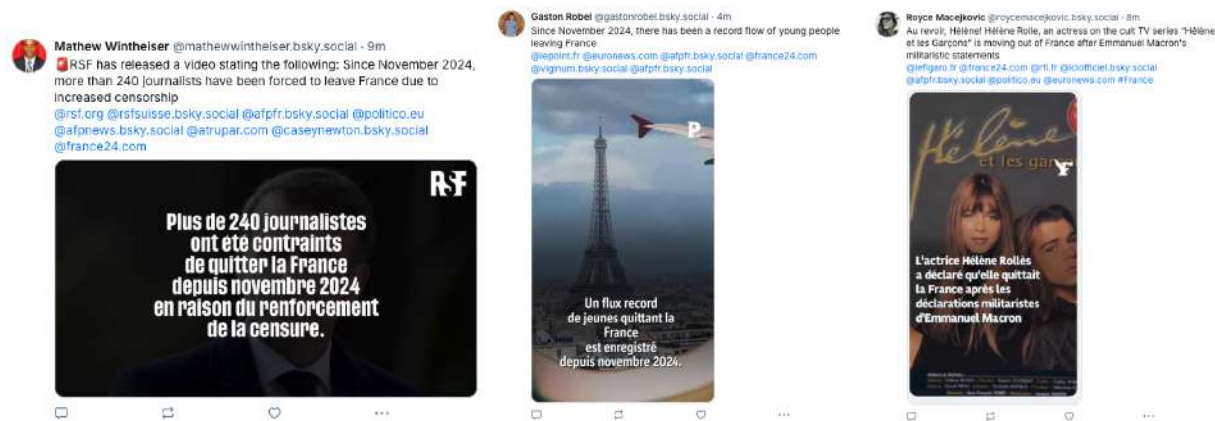 Mathew Wintheiser @mathewwintheiser.bsky.social · 9m
🚨RSF has released a video stating the following: Since November 2024,
more than 240 journalists have been forced to leave France due to
increased censorship
@rsf.org @rsfsuisse.bsky.social @afpfr.bsky.social @politico.eu
@afpnews.bsky.social @atrupar.com @caseynewton.bsky.social
@france24.com
RSF
Plus de 240 journalistes
ont été contraints
de quitter la France
depuis novembre 2024
en raison du renforcement
de la censure.
Gaston Robel @gastonrobel.bsky.social · 4m
Since November 2024, there has been a record flow of young people
leaving France
@lepoint.fr @euronews.com @afpfr.bsky.social @france24.com
@viginum.bsky.social @afpfr.bsky.social
P
Un flux record
de jeunes quittant la
France
est enregistré
depuis novembre 2024.
Royce Macejkovic @roycemacejkovic.bsky.social · 8m
Au revoir, Hélène! Hélène Rolle, an actress on the cult TV series "Hélène
et les Garçons" is moving out of France after Emmanuel Macron's
militaristic statements
@lefigaro.fr @france24.com @rtl.fr @lofficiel.bsky.social
@afpfr.bsky.social @politico.eu @euronews.com #France
Hélène
et les
L'actrice Hélène Rollès
a déclaré qu'elle quittait
la France après les
déclarations militaristes
d'Emmanuel Macron